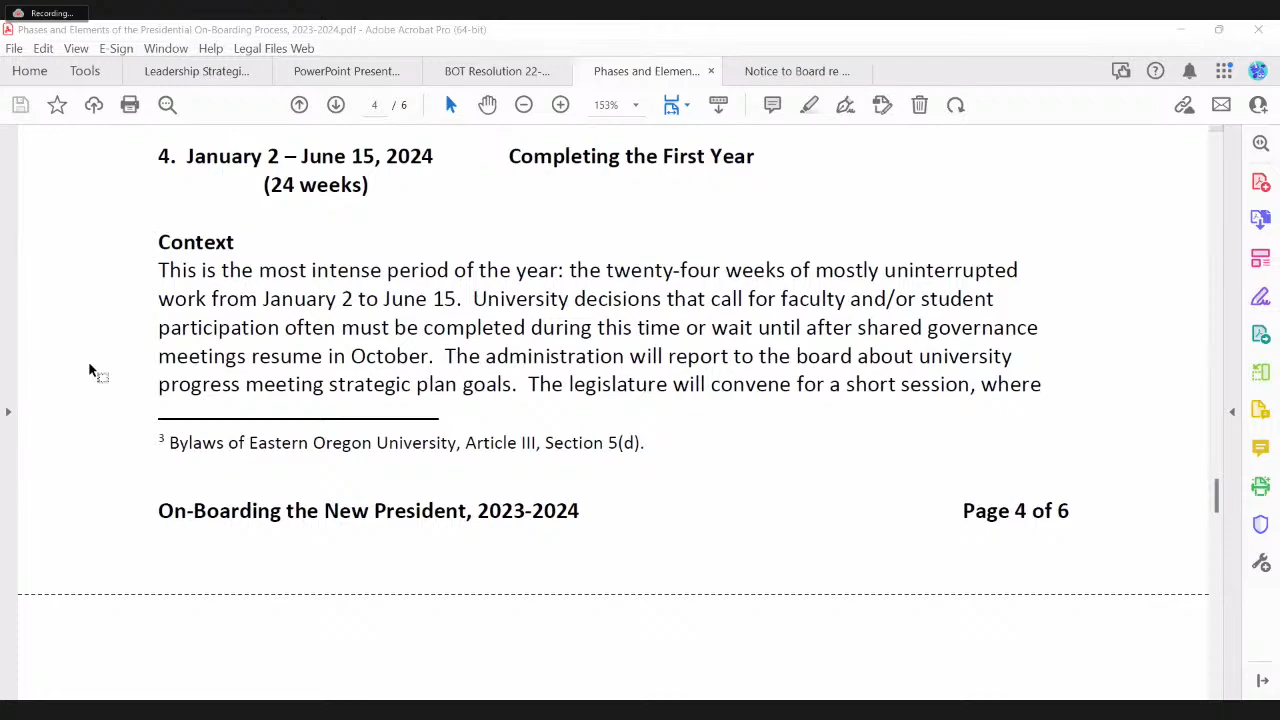 Recording...
Phases and Elements of the Presidential On-Boarding Process, 2023-2024.pdf - Adobe Acrobat Pro (64-bit)
File Edit View E-Sign Window Help Legal Files Web
Home Tools Leadership Strategi... PowerPoint Present... BOT Resolution 22-... Phases and Elemen... × Notice to Board re ...
4 / 6 153%
4. January 2 – June 15, 2024 Completing the First Year
(24 weeks)
Context
This is the most intense period of the year: the twenty-four weeks of mostly uninterrupted
work from January 2 to June 15. University decisions that call for faculty and/or student
participation often must be completed during this time or wait until after shared governance
meetings resume in October. The administration will report to the board about university
progress meeting strategic plan goals. The legislature will convene for a short session, where
3 Bylaws of Eastern Oregon University, Article III, Section 5(d).
On-Boarding the New President, 2023-2024 Page 4 of 6